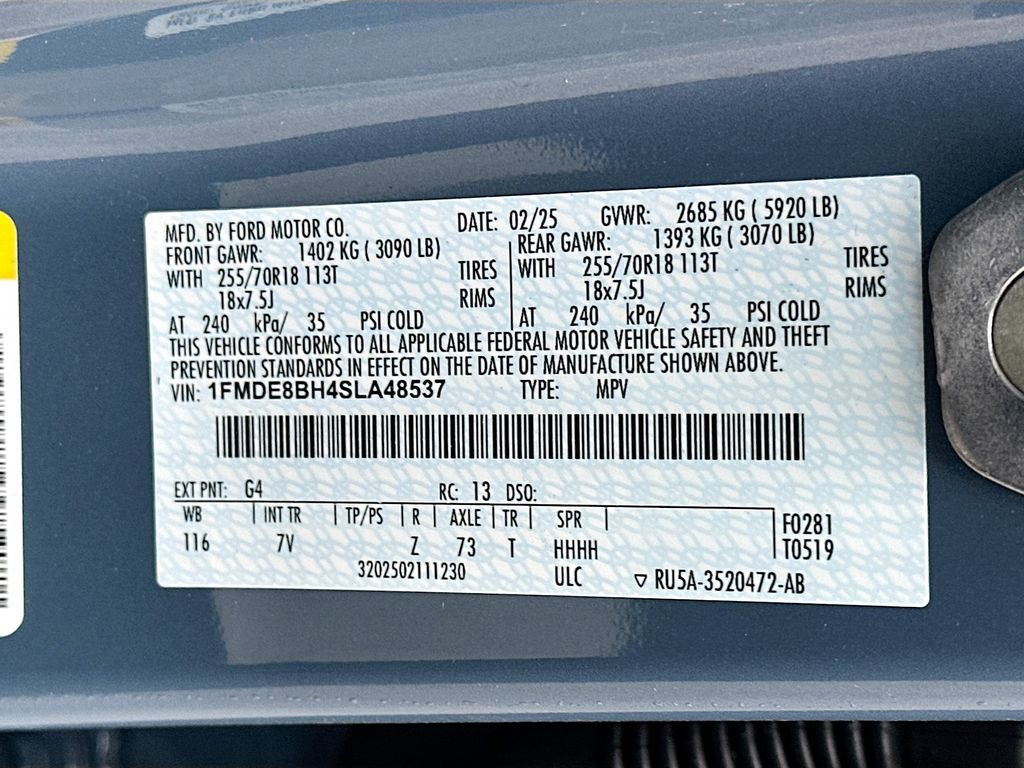 MFD. BY FORD MOTOR CO. DATE: 02/25 GVWR: 2685 KG ( 5920 LB)
FRONT GAWR: 1402 KG ( 3090 LB) REAR GAWR: 1393 KG ( 3070 LB)
WITH 255/70R18 113T TIRES WITH 255/70R18 113T TIRES
18x7.5J RIMS 18x7.5J RIMS
AT 240 kPa/ 35 PSI COLD AT 240 kPa/ 35 PSI COLD
THIS VEHICLE CONFORMS TO ALL APPLICABLE FEDERAL MOTOR VEHICLE SAFETY AND THEFT
PREVENTION STANDARDS IN EFFECT ON THE DATE OF MANUFACTURE SHOWN ABOVE.
VIN: 1FMDE8BH4SLA48537 TYPE: MPV
EXT PNT: G4 RC: 13 DSO:
WB INT TR TP/PS R AXLE TR SPR F0281
116 7V Z 73 T HHHH T0519
3202502111230 ULC ▽ RU5A-3520472-AB